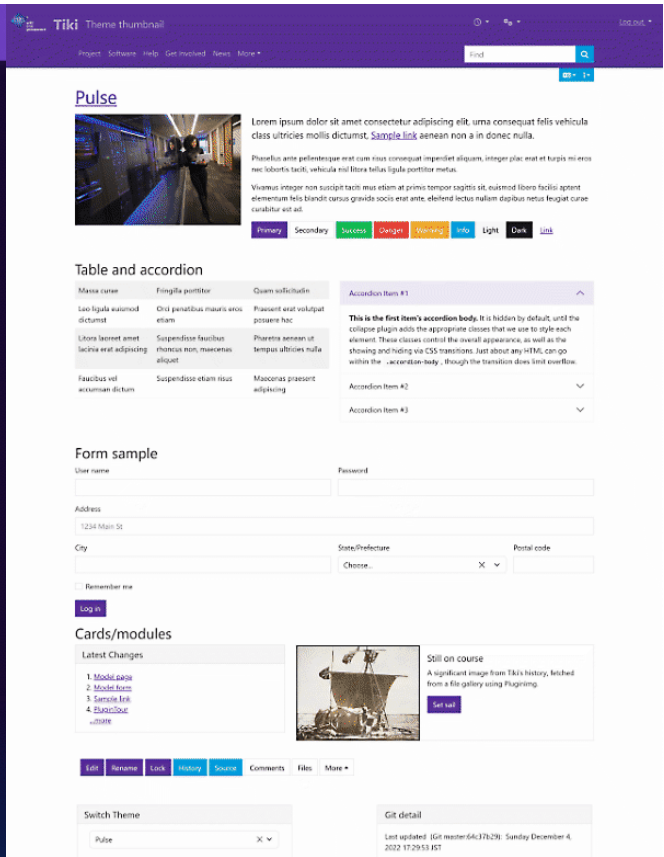 Tiki Theme thumbnail
Log out
Project Software Help Get Involved News More
Find
Pulse
Lorem ipsum dolor sit amet consectetur adipiscing elit, urna consequat felis vehicula
class ultricies mollis dictumst, Sample link aenean non a in donec nulla.
Phasellus ante pellentesque erat cum risus consequat imperdiet aliquam, integer plac erat et turpis mi eros
nec lobortis taciti, vehicula nisl litora tellus ligula porttitor metus.
Vivamus integer non suscipit taciti mus etiam at primis tempor sagittis sit, euismod libero facilisi aptent
elementum felis blandit cursus gravida sociis erat ante, eleifend lectus nullam dapibus netus feugiat curae
curabitur est ad.
Primary Secondary Success Danger Warning Info Light Dark Link
Table and accordion
Massa curae Fringilla porttitor Quam sollicitudin
Leo ligula euismod Orci penatibus mauris eros Praesent erat volutpat
dictumst etiam posuere hac
Litora laoreet amet Suspendisse faucibus Pharetra aenean ut
lacinia erat adipiscing rhoncus non, maecenas tempus ultricies nulla
aliquet
Faucibus vel Suspendisse etiam risus Maecenas praesent
accumsan dictum adipiscing
Accordion Item #1
This is the first item's accordion body. It is hidden by default, until the
collapse plugin adds the appropriate classes that we use to style each
element. These classes control the overall appearance, as well as the
showing and hiding via CSS transitions. Just about any HTML can go
within the .accordion-body, though the transition does limit overflow.
Accordion Item #2
Accordion Item #3
Form sample
User name Password
Address
1234 Main St
City State/Prefecture Postal code
Choose...
Remember me
Log in
Cards/modules
Latest Changes
1. Model page
2. Model form
3. Sample link
4. PluginTour
...more
Still on course
A significant image from Tiki's history, fetched
from a file gallery using PluginImg.
Set sail
Edit Rename Lock History Source Comments Files More
Switch Theme
Pulse
Git detail
Last updated (Git master:64c37b29): Sunday December 4,
2022 17:29:53 JST